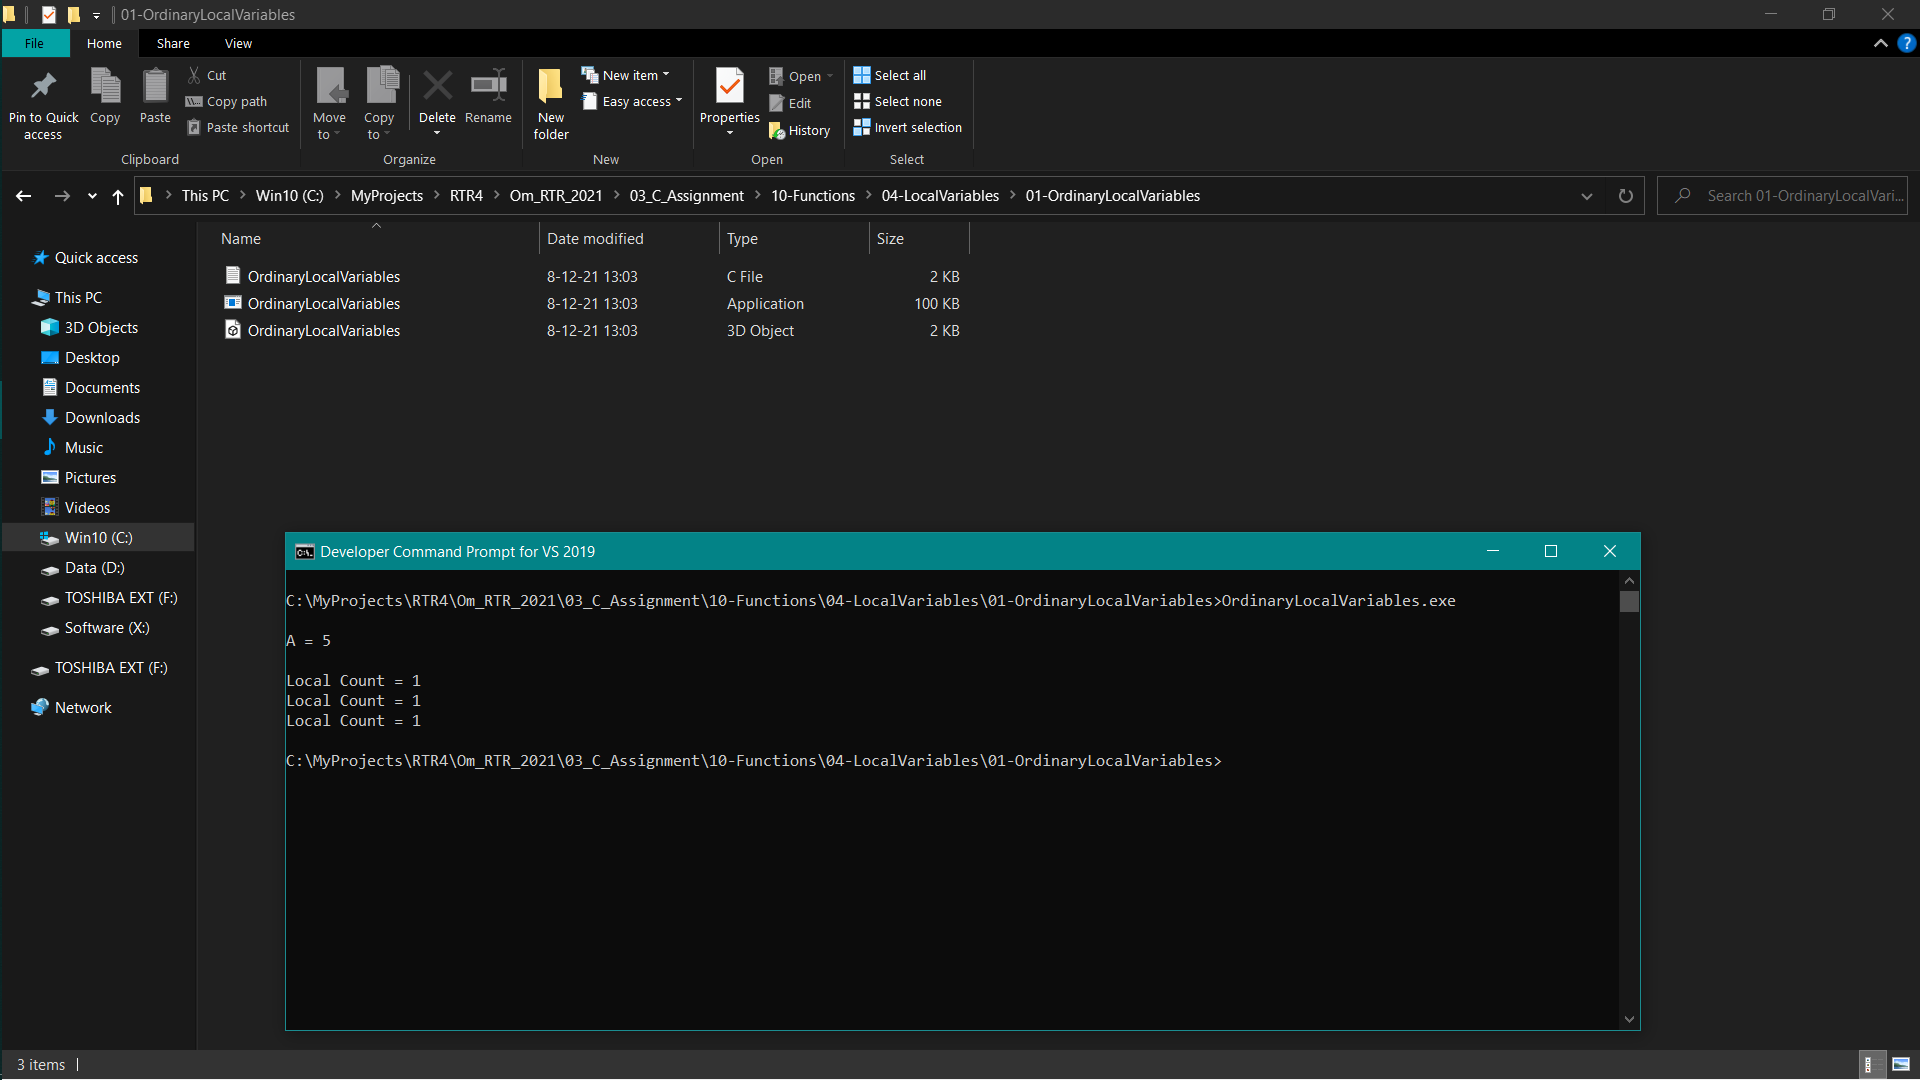 01-OrdinaryLocalVariables
File Home Share View
Pin to Quick access
Copy
Paste
Cut
Copy path
Paste shortcut
Clipboard
Move to
Copy to
Delete
Rename
Organize
New folder
New item
Easy access
New
Properties
Open
Edit
History
Open
Select all
Select none
Invert selection
Select
This PC > Win10 (C:) > MyProjects > RTR4 > Om_RTR_2021 > 03_C_Assignment > 10-Functions > 04-LocalVariables > 01-OrdinaryLocalVariables
Search 01-OrdinaryLocalVari...
Name Date modified Type Size
OrdinaryLocalVariables 8-12-21 13:03 C File 2 KB
OrdinaryLocalVariables 8-12-21 13:03 Application 100 KB
OrdinaryLocalVariables 8-12-21 13:03 3D Object 2 KB
Quick access
This PC
3D Objects
Desktop
Documents
Downloads
Music
Pictures
Videos
Win10 (C:)
Data (D:)
TOSHIBA EXT (F:)
Software (X:)
TOSHIBA EXT (F:)
Network
C:\. Developer Command Prompt for VS 2019
C:\MyProjects\RTR4\Om_RTR_2021\03_C_Assignment\10-Functions\04-LocalVariables\01-OrdinaryLocalVariables>OrdinaryLocalVariables.exe
A = 5
Local Count = 1
Local Count = 1
Local Count = 1
C:\MyProjects\RTR4\Om_RTR_2021\03_C_Assignment\10-Functions\04-LocalVariables\01-OrdinaryLocalVariables>
3 items